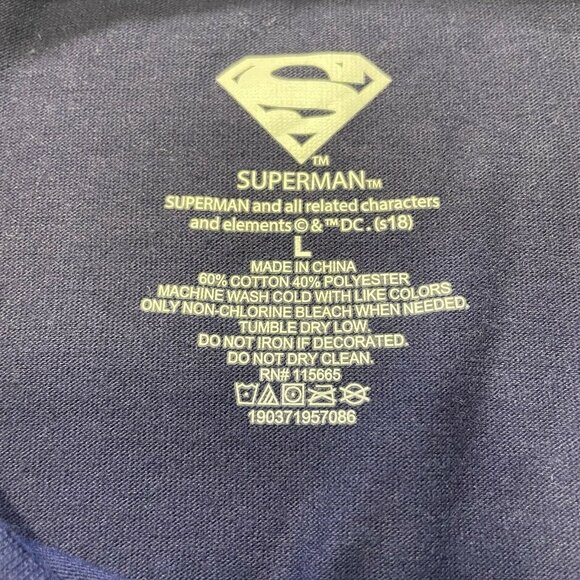 S
TM
SUPERMAN™
SUPERMAN and all related characters
and elements © & ™ DC . (s18)
L
MADE IN CHINA
60% COTTON 40% POLYESTER
MACHINE WASH COLD WITH LIKE COLORS
ONLY NON-CHLORINE BLEACH WHEN NEEDED.
TUMBLE DRY LOW.
DO NOT IRON IF DECORATED.
DO NOT DRY CLEAN.
RN# 115665
190371957086